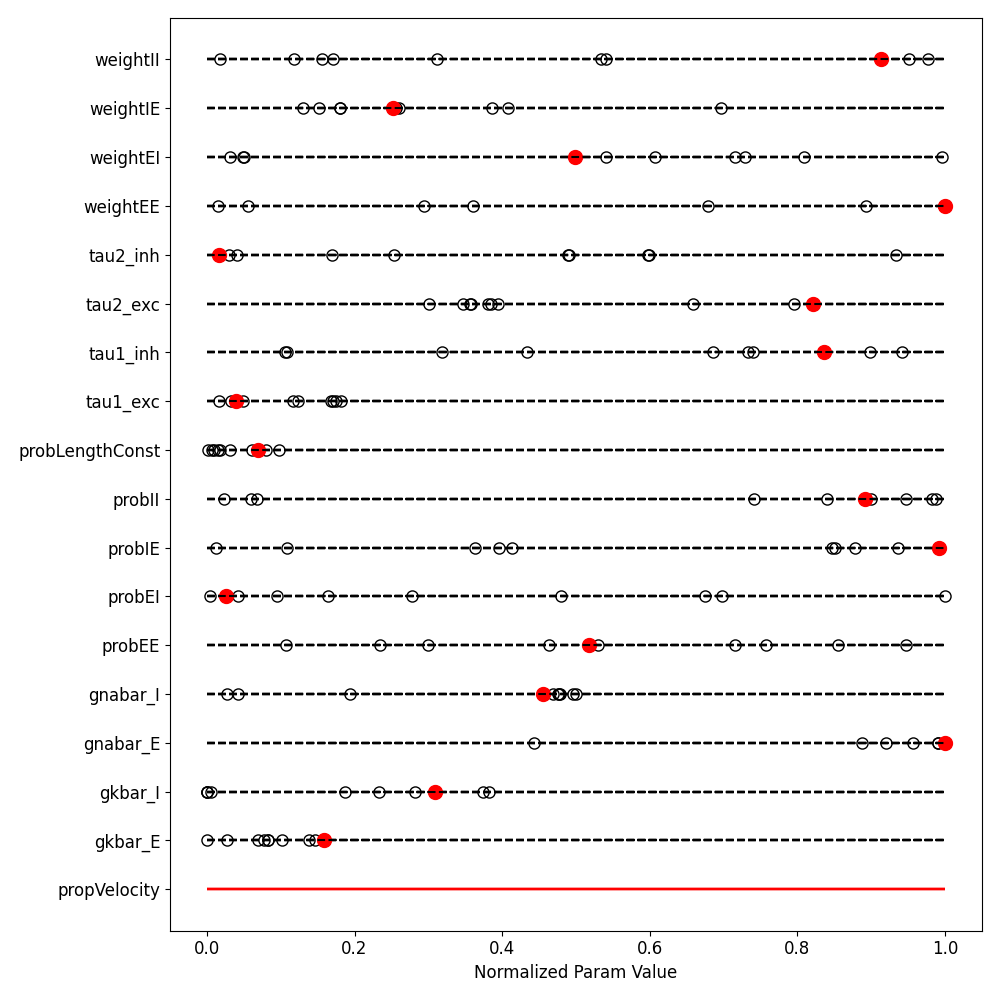 weightII
weightIE
weightEI
weightEE
tau2_inh
tau2_exc
tau1_inh
tau1_exc
probLengthConst
probII
probIE
probEI
probEE
gnabar_I
gnabar_E
gkbar_I
gkbar_E
propVelocity
0.0 0.2 0.4 0.6 0.8 1.0
Normalized Param Value